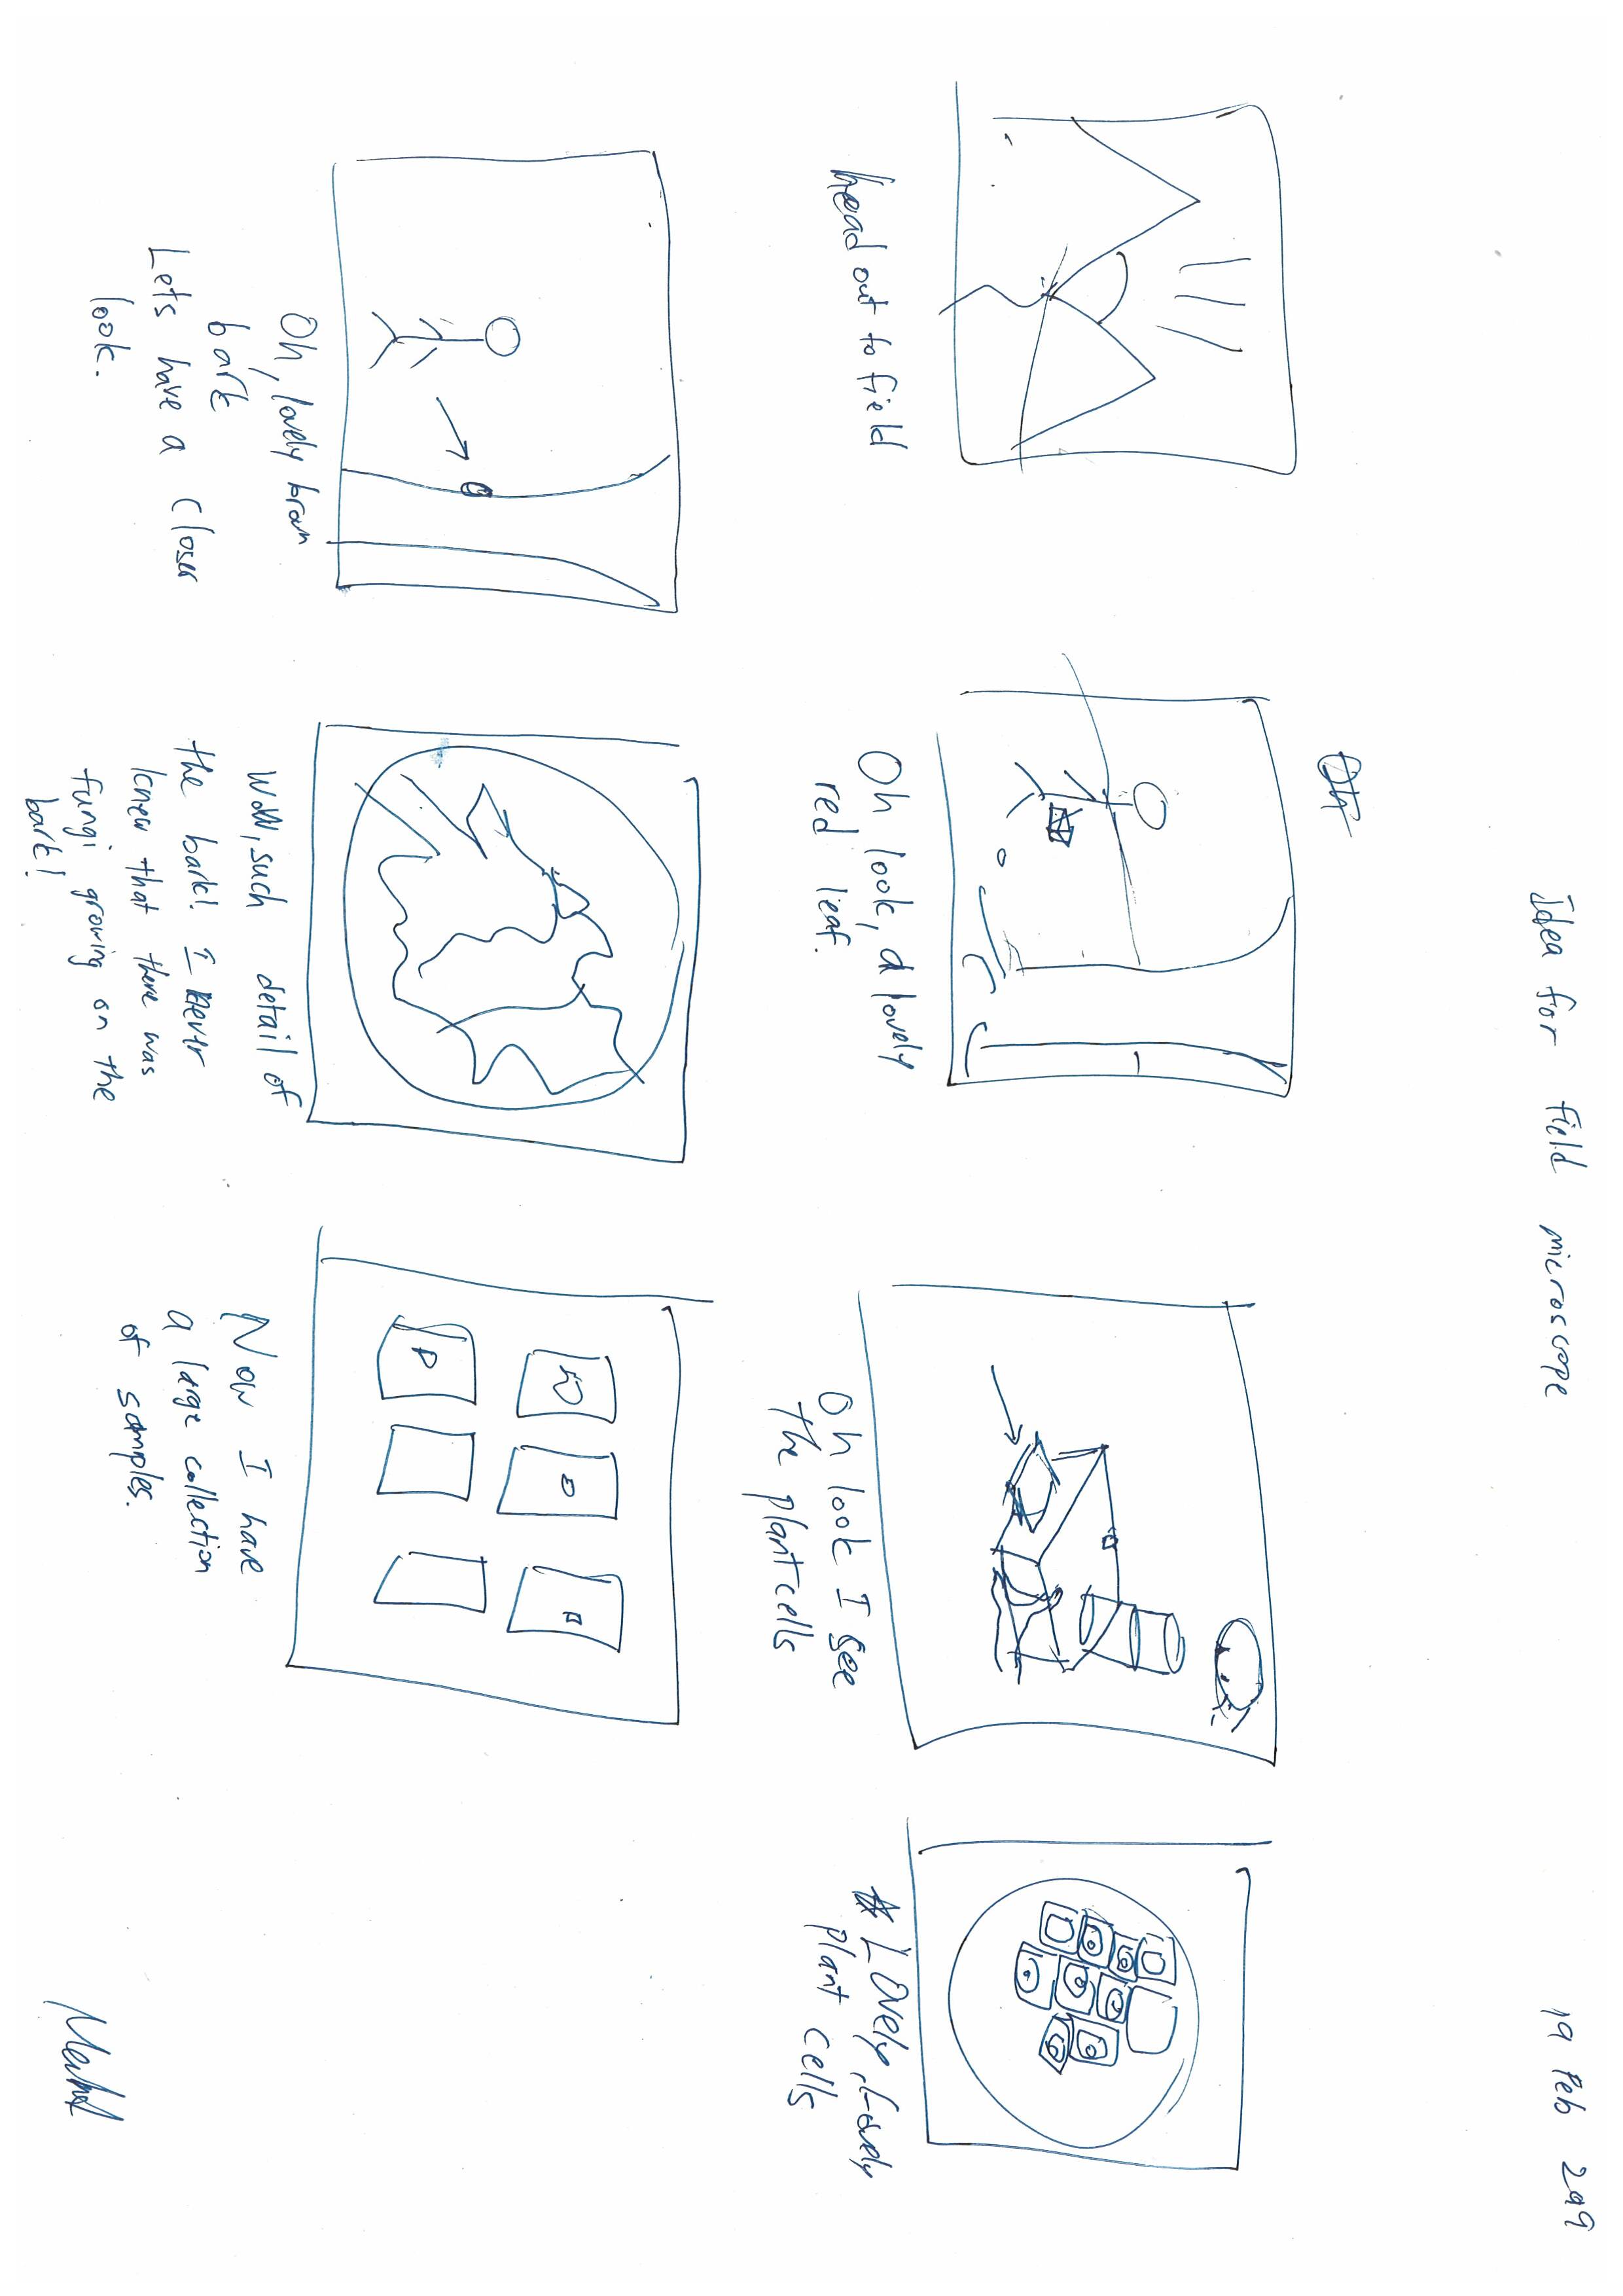 Idea for field microscope
19 Feb 2019
Oh
head out to field
Oh look, a lovely
red leaf.
Oh look I see
the plant cells
Lovely, Lovely
plant cells
Oh, lovely brown
bark
Lets have a closer
look.
Wow, such detail of
the bark! I never
knew that there was
fungi growing on the
bark!
Now I have
a large collection
of samples.